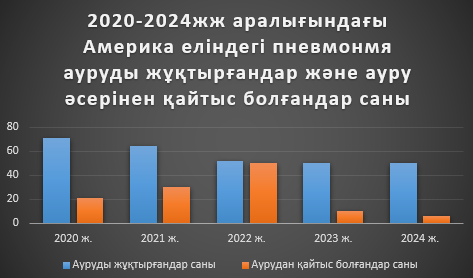 2020-2024жж аралығындағы
Америка еліндегі пневмонмя
ауруды жұқтырғандар және ауру
әсерінен қайтыс болғандар саны
80
60
40
20
0
2020 ж. 2021 ж. 2022 ж. 2023 ж. 2024 ж.
Ауруды жұқтырғандар саны Аурудан қайтыс болғандар саны